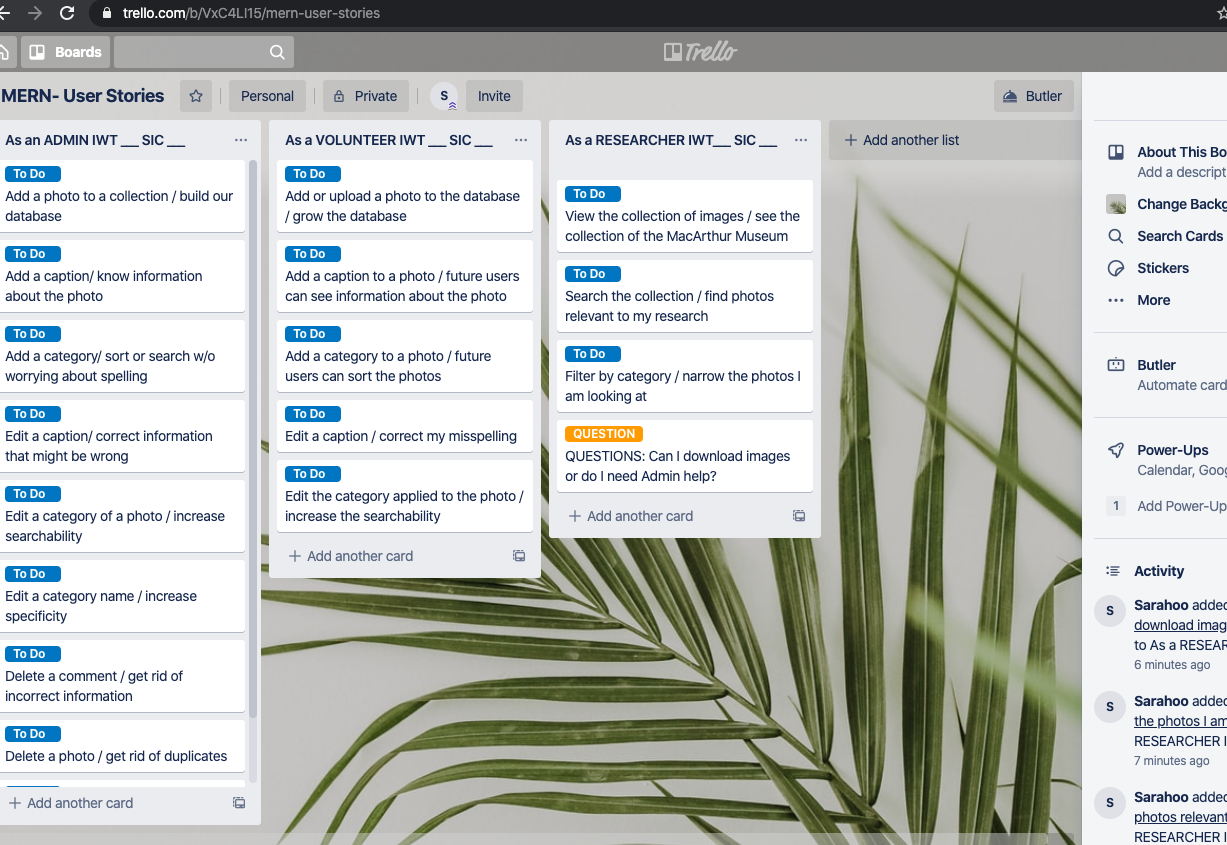 trello.com/b/VxC4Ll15/mern-user-stories
Boards
Trello
MERN- User Stories
Personal
Private
S
Invite
Butler
As an ADMIN IWT ___ SIC ___
To Do
Add a photo to a collection / build our
database
To Do
Add a caption/ know information
about the photo
To Do
Add a category/ sort or search w/o
worrying about spelling
To Do
Edit a caption/ correct information
that might be wrong
To Do
Edit a category of a photo / increase
searchability
To Do
Edit a category name / increase
specificity
To Do
Delete a comment / get rid of
incorrect information
To Do
Delete a photo / get rid of duplicates
Add another card
As a VOLUNTEER IWT ___ SIC ___
To Do
Add or upload a photo to the database
/ grow the database
To Do
Add a caption to a photo / future users
can see information about the photo
To Do
Add a category to a photo / future
users can sort the photos
To Do
Edit a caption / correct my misspelling
To Do
Edit the category applied to the photo /
increase the searchability
Add another card
As a RESEARCHER IWT___ SIC ___
To Do
View the collection of images / see the
collection of the MacArthur Museum
To Do
Search the collection / find photos
relevant to my research
To Do
Filter by category / narrow the photos I
am looking at
QUESTION
QUESTIONS: Can I download images
or do I need Admin help?
Add another card
Add another list
About This Bo
Add a descript
Change Backg
Search Cards
Stickers
More
Butler
Automate card
Power-Ups
Calendar, Goog
1 Add Power-Up
Activity
S
Sarahoo added
download imag
to As a RESEAR
6 minutes ago
S
Sarahoo added
the photos I am
RESEARCHER I
7 minutes ago
S
Sarahoo added
photos relevant
RESEARCHER I